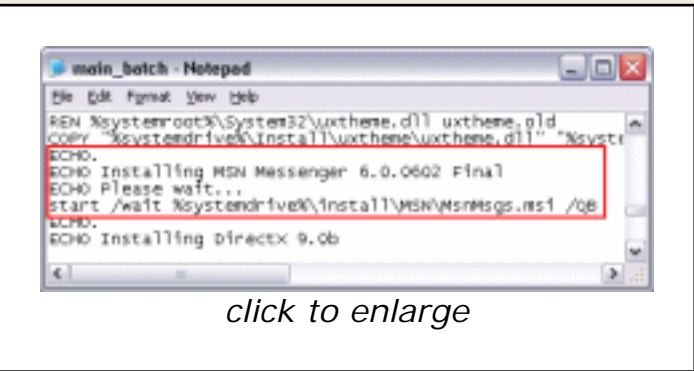 main_batch - Notepad
File Edit Format View Help
REN %systemroot%\System32\uxtheme.dll uxtheme.old
COPY "%systemdrive%\Install\uxtheme\uxtheme.dll" "%syste
ECHO.
ECHO Installing MSN Messenger 6.0.0602 Final
ECHO Please wait...
start /wait %systemdrive%\install\MSN\MsnMsgs.msi /QB
ECHO.
ECHO Installing DirectX 9.0b
click to enlarge